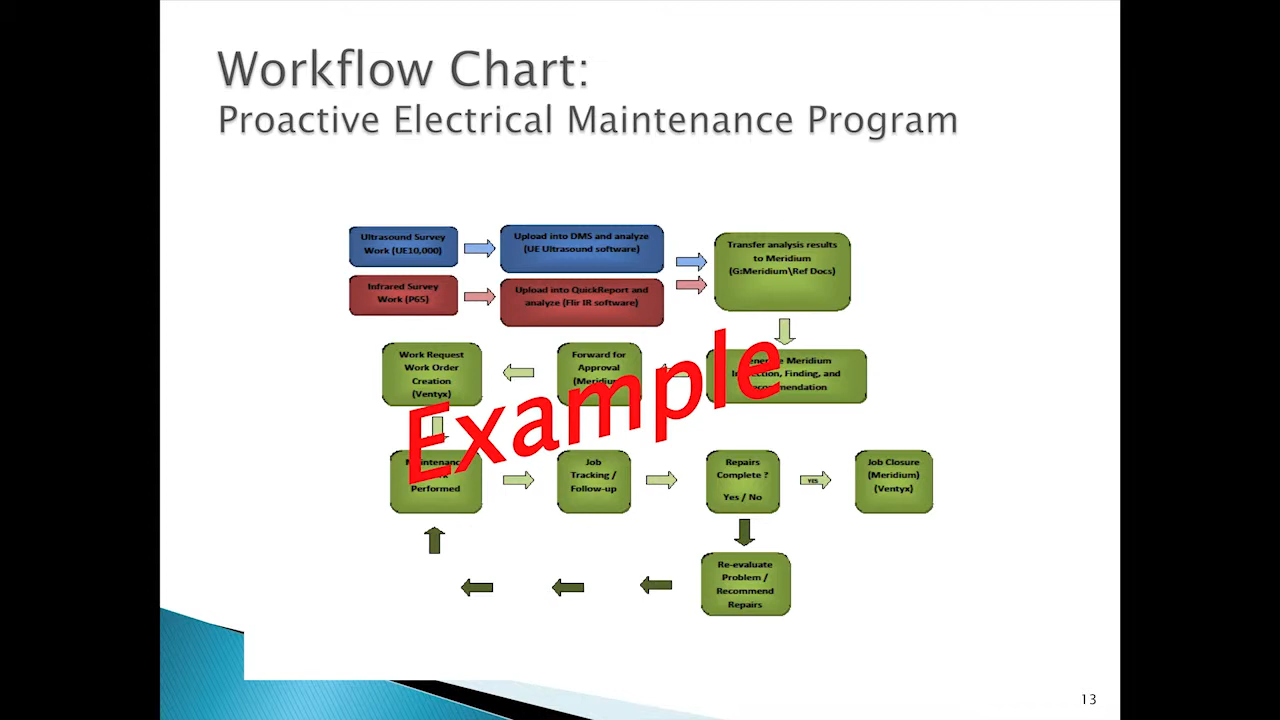 Workflow Chart:
Proactive Electrical Maintenance Program
Ultrasound Survey
Work (UE10,000)
Upload into DMS and analyze
(UE Ultrasound software)
Transfer analysis results
to Meridium
(G:Meridium\Ref Docs)
Infrared Survey
Work (P65)
Upload into QuickReport and
analyze (Flir IR software)
Work Request
Work Order
Creation
(Ventyx)
Forward for
Approval
Meridium
Finding, and
Example
Performed
Job
Tracking /
Follow-up
Repairs
Complete ?
Yes / No
YES
Job Closure
(Meridium)
(Ventyx)
Re-evaluate
Problem /
Recommend
Repairs
13